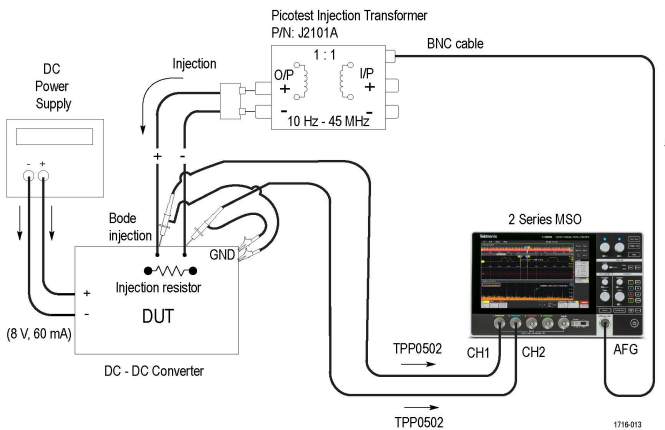 Picotest Injection Transformer
P/N: J2101A
1 : 1
O/P
I/P
+
+
-
-
10 Hz - 45 MHz
BNC cable
Injection
DC
Power
Supply
- +
+ -
Bode
injection
GND
Injection resistor
DUT
+
-
(8 V, 60 mA)
DC - DC Converter
2 Series MSO
Tektronix
TPP0502
CH1
CH2
AFG
TPP0502
1716-013